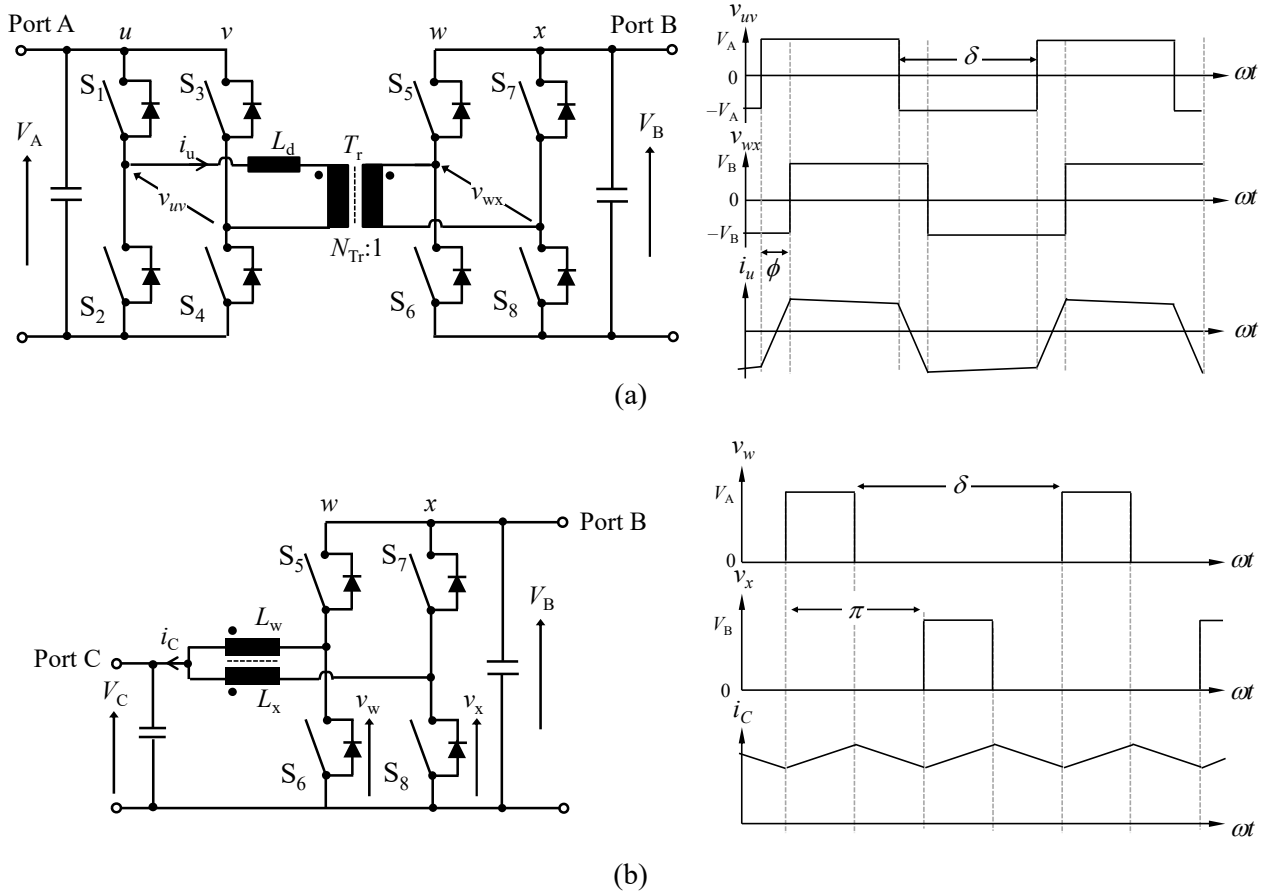 Port A
u
v
w
x
Port B
S1
S3
S5
S7
VA
iu
Ld
Tr
VB
vuv
vwx
NTr:1
S2
S4
S6
S8
vuv
VA
0
−VA
δ
ωt
vwx
VB
0
−VB
ωt
iu
ϕ
ωt
(a)
w
x
Port B
S5
S7
Lw
VB
iC
Port C
VC
Lx
vw
vx
S6
S8
vw
VA
δ
0
ωt
vx
π
VB
0
ωt
iC
ωt
(b)